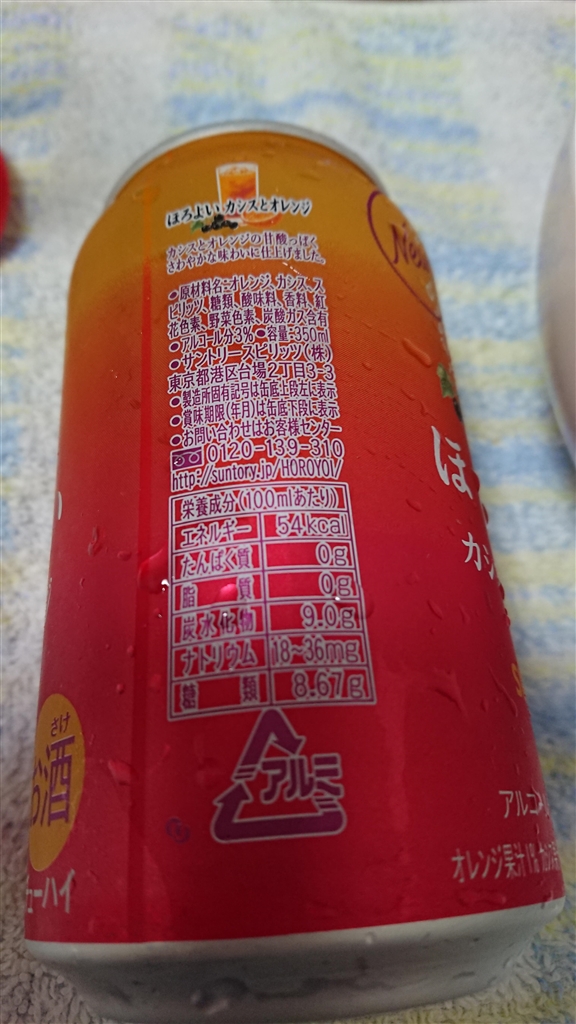 ほろよい カシスとオレンジ
カシスとオレンジの甘酸っぱく
さわやかな味わいに仕上げました。
●原材料名=オレンジ、カシス、ス
ピリッツ、糖類、酸味料、香料、紅
花色素、野菜色素、炭酸ガス含有
●アルコール分3% ●容量=350ml
●サントリースピリッツ(株)
東京都港区台場2丁目3-3
●製造所固有記号は缶底上段左に表示
●賞味期限(年月)は缶底下段に表示
●お問い合わせはお客様センター
0120-139-310
http://suntory.jp/HOROYOI/
栄養成分(100mlあたり)
エネルギー 54kcal
たんぱく質 0g
脂質 0g
炭水化物 9.0g
ナトリウム 18~36mg
糖類 8.67g
アルミ
さけ
お酒
ューハイ
New
ほ
カシ
アルコー
オレンジ果汁1%